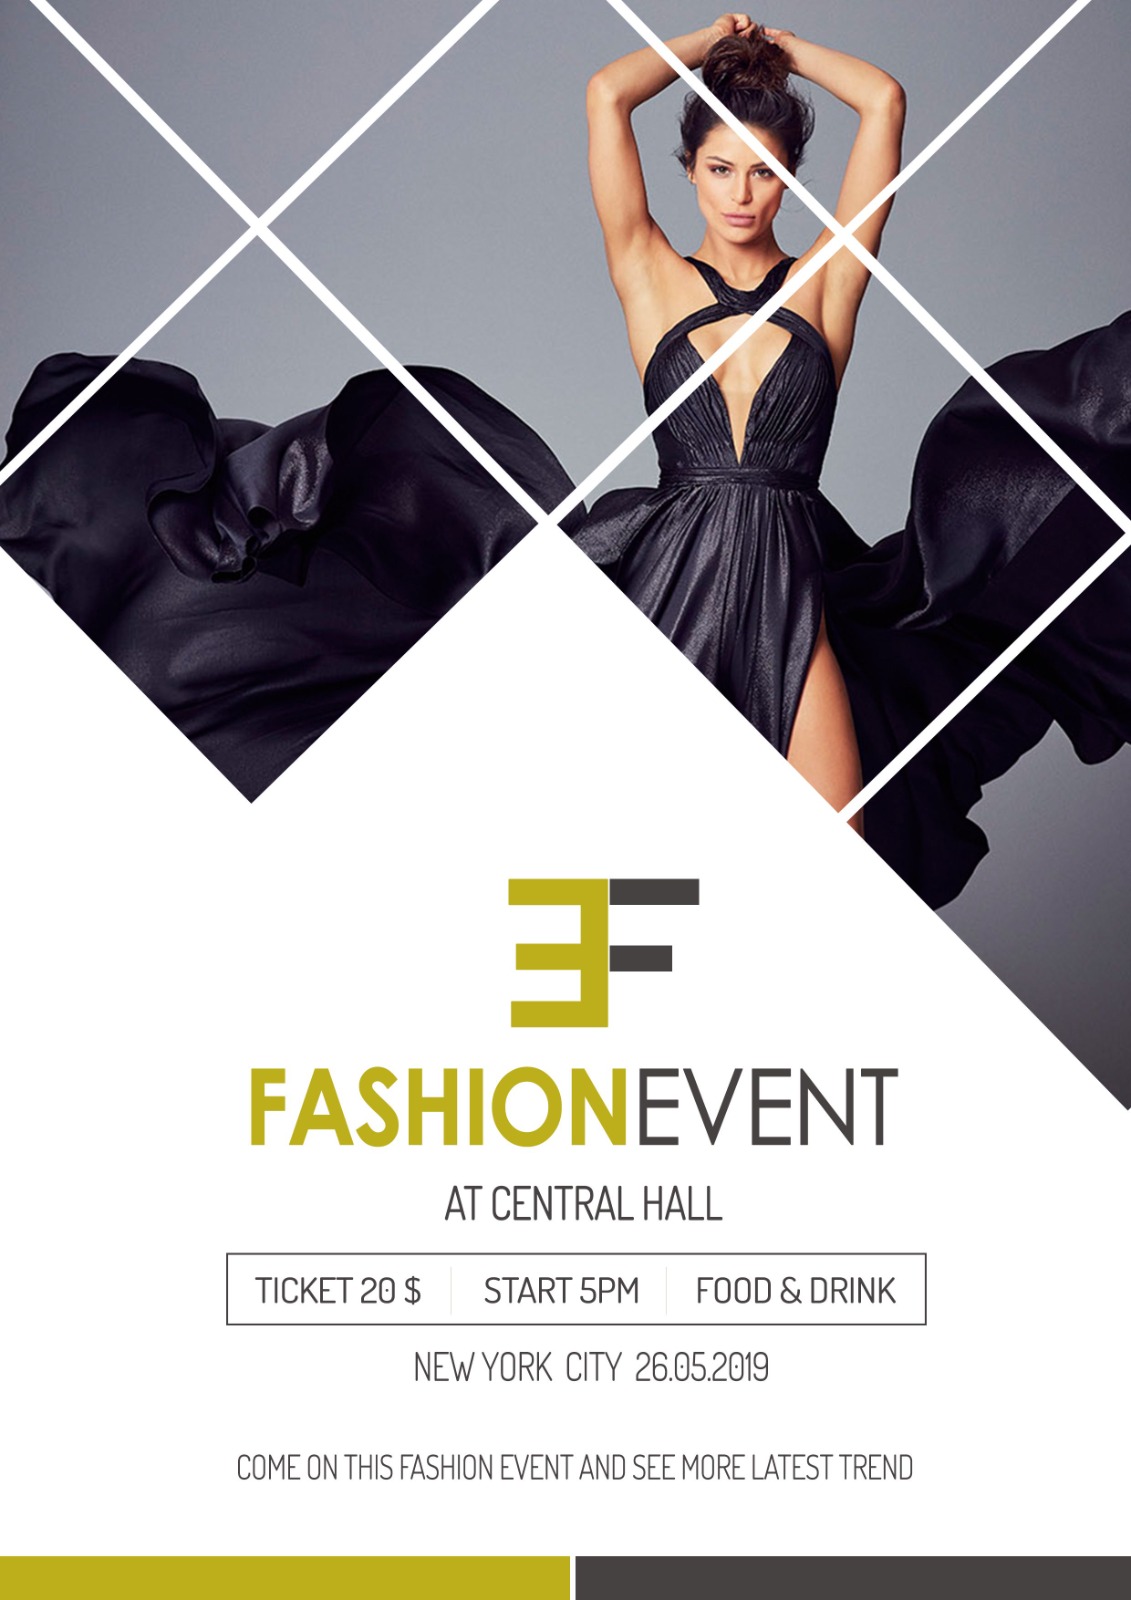 EF
FASHIONEVENT
AT CENTRAL HALL
TICKET 20 $ START 5PM FOOD & DRINK
NEW YORK CITY 26.05.2019
COME ON THIS FASHION EVENT AND SEE MORE LATEST TREND